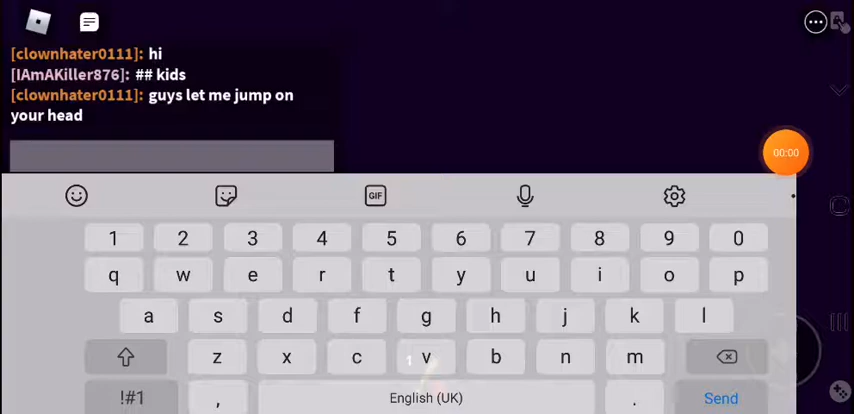 [clownhater0111]: hi
[IAmAKiller876]: ## kids
[clownhater0111]: guys let me jump on
your head
00:00
GIF
1 2 3 4 5 6 7 8 9 0
q w e r t y u i o p
a s d f g h j k l
z x c v b n m
1
!#1 , English (UK) . Send